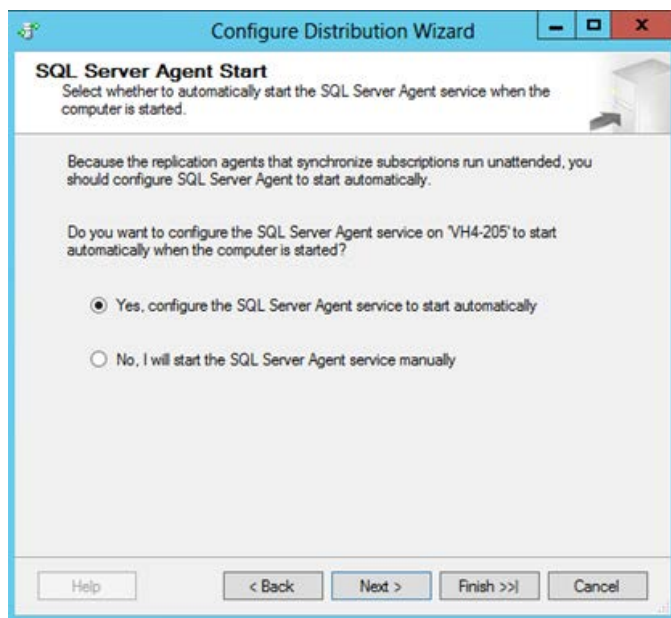 Configure Distribution Wizard
SQL Server Agent Start
Select whether to automatically start the SQL Server Agent service when the
computer is started.
Because the replication agents that synchronize subscriptions run unattended, you
should configure SQL Server Agent to start automatically.
Do you want to configure the SQL Server Agent service on 'VH4-205' to start
automatically when the computer is started?
Yes, configure the SQL Server Agent service to start automatically
No, I will start the SQL Server Agent service manually
Help
< Back
Next >
Finish >>|
Cancel